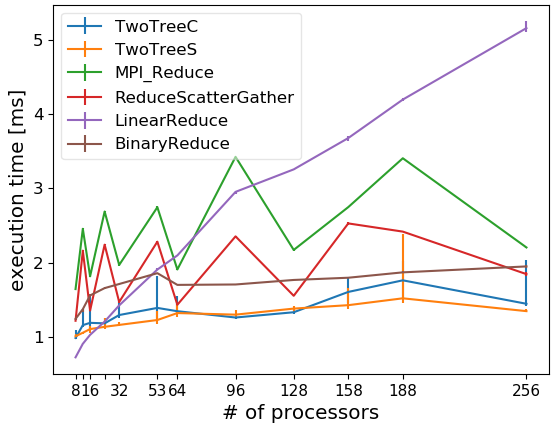 execution time [ms]
5
4
3
2
1
TwoTreeC
TwoTreeS
MPI_Reduce
ReduceScatterGather
LinearReduce
BinaryReduce
8 16 32 53 64 96 128 158 188 256
# of processors